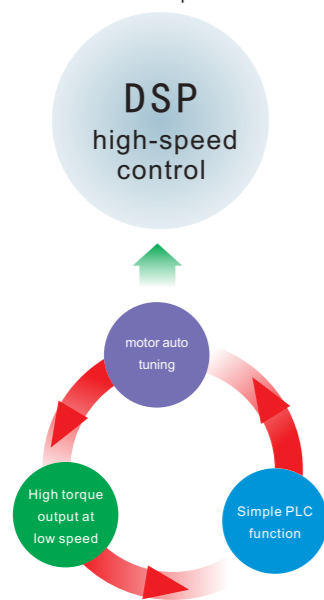 DSP
high-speed
control
motor auto
tuning
High torque
output at
low speed
Simple PLC
function